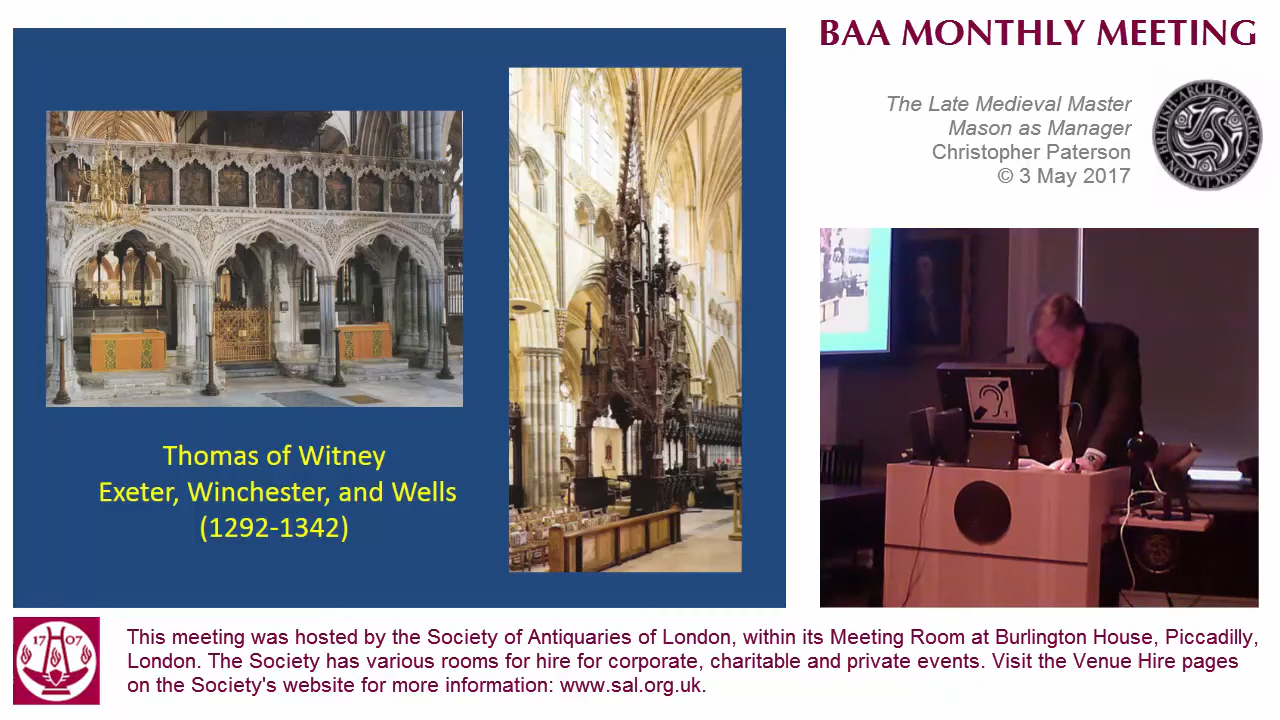 BAA MONTHLY MEETING
The Late Medieval Master
Mason as Manager
Christopher Paterson
© 3 May 2017
BRITISH ARCHÆOLOGICAL ASSOCIATION
Thomas of Witney
Exeter, Winchester, and Wells
(1292-1342)
T
1707
This meeting was hosted by the Society of Antiquaries of London, within its Meeting Room at Burlington House, Piccadilly,
London. The Society has various rooms for hire for corporate, charitable and private events. Visit the Venue Hire pages
on the Society's website for more information: www.sal.org.uk.